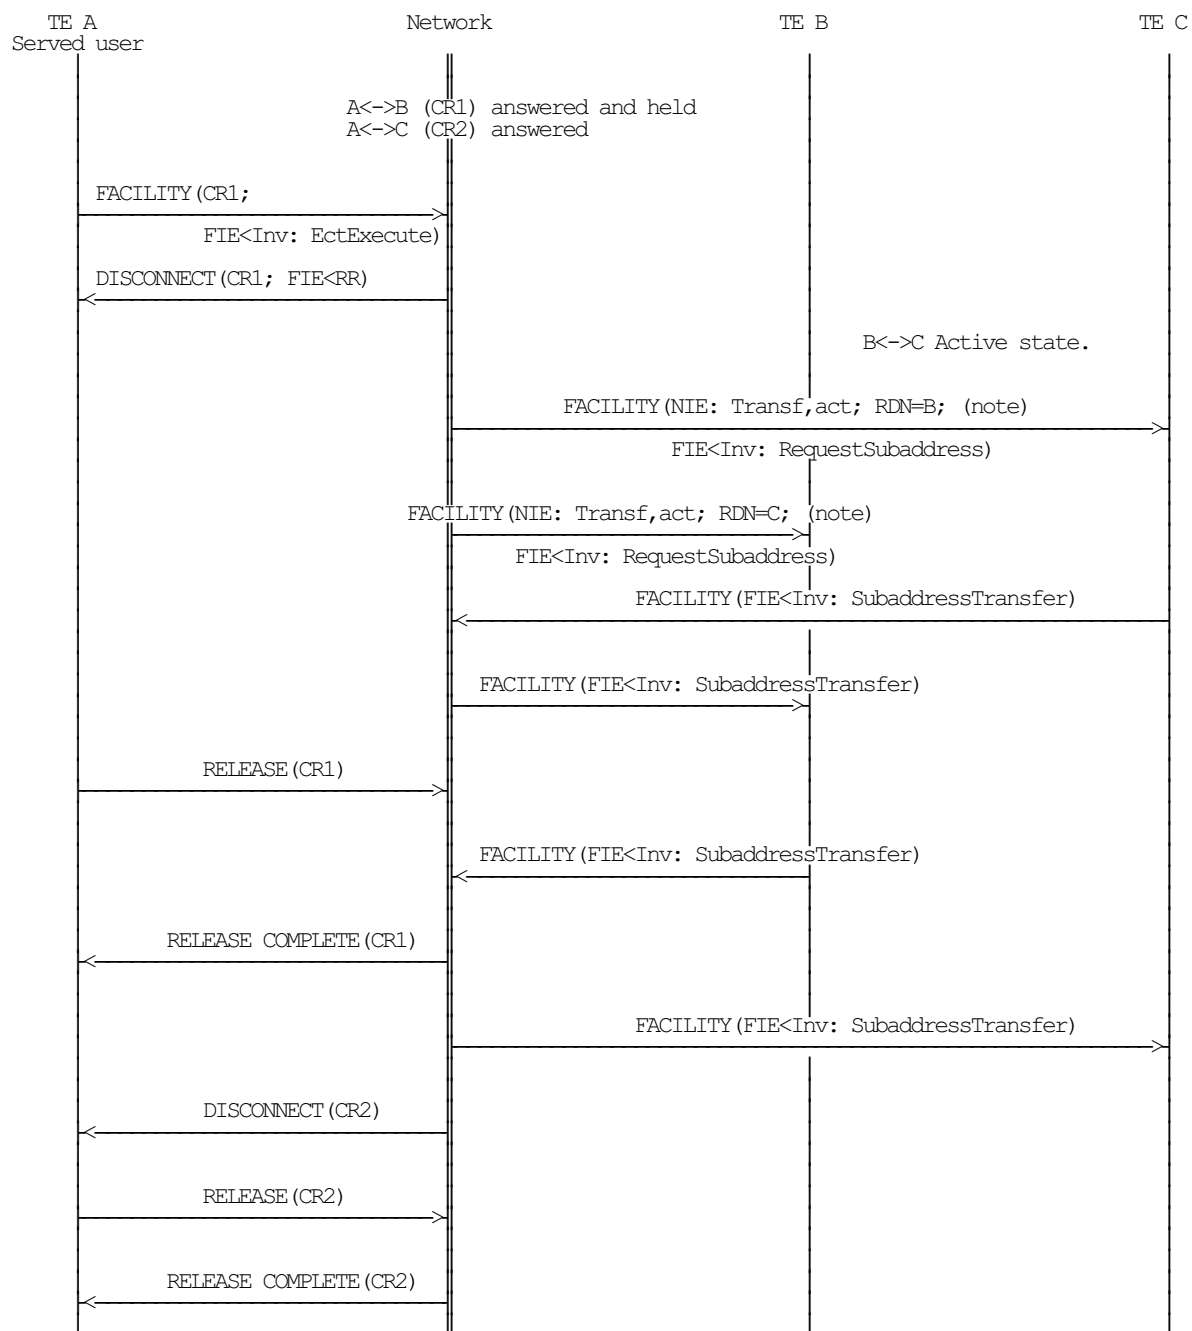 TE A Network TE B TE C
Served user
A<->B (CR1) answered and held
A<->C (CR2) answered
FACILITY(CR1;
FIE<Inv: EctExecute)
DISCONNECT(CR1; FIE<RR)
B<->C Active state.
FACILITY(NIE: Transf,act; RDN=B; (note)
FIE<Inv: RequestSubaddress)
FACILITY(NIE: Transf,act; RDN=C; (note)
FIE<Inv: RequestSubaddress)
FACILITY(FIE<Inv: SubaddressTransfer)
FACILITY(FIE<Inv: SubaddressTransfer)
RELEASE(CR1)
FACILITY(FIE<Inv: SubaddressTransfer)
RELEASE COMPLETE(CR1)
FACILITY(FIE<Inv: SubaddressTransfer)
DISCONNECT(CR2)
RELEASE(CR2)
RELEASE COMPLETE(CR2)